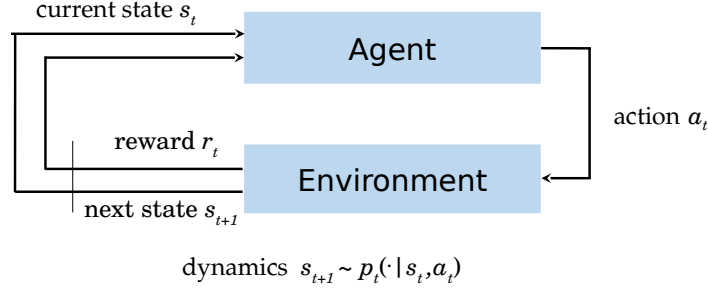 current state s_t
Agent
action a_t
reward r_t
Environment
next state s_{t+1}
dynamics s_{t+1} ~ p_t(·|s_t,a_t)